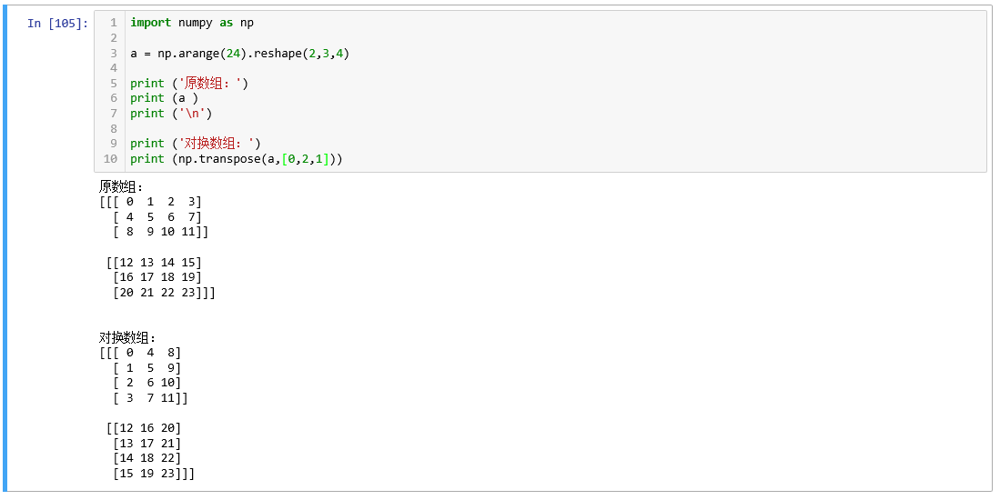 In [105]:
1 import numpy as np
2
3 a = np.arange(24).reshape(2,3,4)
4
5 print ('原数组：')
6 print (a )
7 print ('\n')
8
9 print ('对换数组：')
10 print (np.transpose(a,[0,2,1]))
原数组：
[[[ 0  1  2  3]
  [ 4  5  6  7]
  [ 8  9 10 11]]

 [[12 13 14 15]
  [16 17 18 19]
  [20 21 22 23]]]


对换数组：
[[[ 0  4  8]
  [ 1  5  9]
  [ 2  6 10]
  [ 3  7 11]]

 [[12 16 20]
  [13 17 21]
  [14 18 22]
  [15 19 23]]]